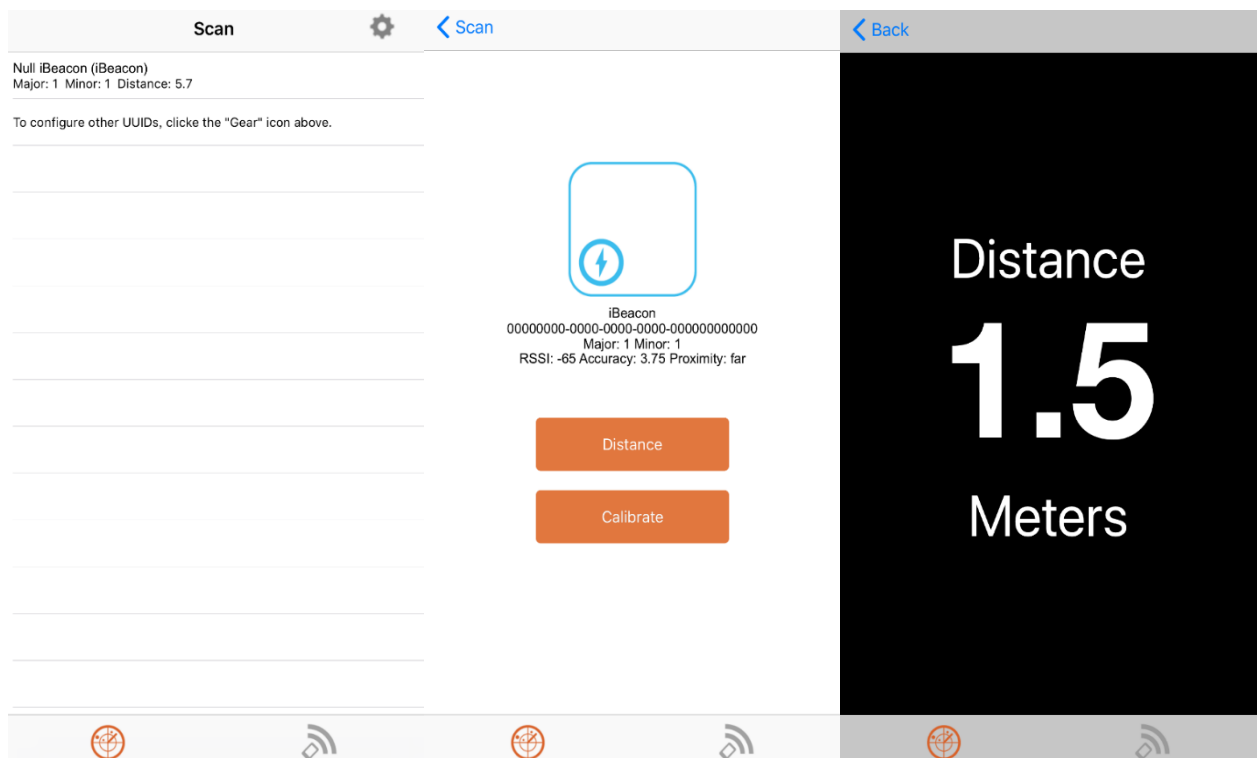 Scan
Null iBeacon (iBeacon)
Major: 1 Minor: 1 Distance: 5.7
To configure other UUIDs, clicke the "Gear" icon above.
Scan
iBeacon
00000000-0000-0000-0000-000000000000
Major: 1 Minor: 1
RSSI: -65 Accuracy: 3.75 Proximity: far
Distance
Calibrate
Back
Distance
1.5
Meters